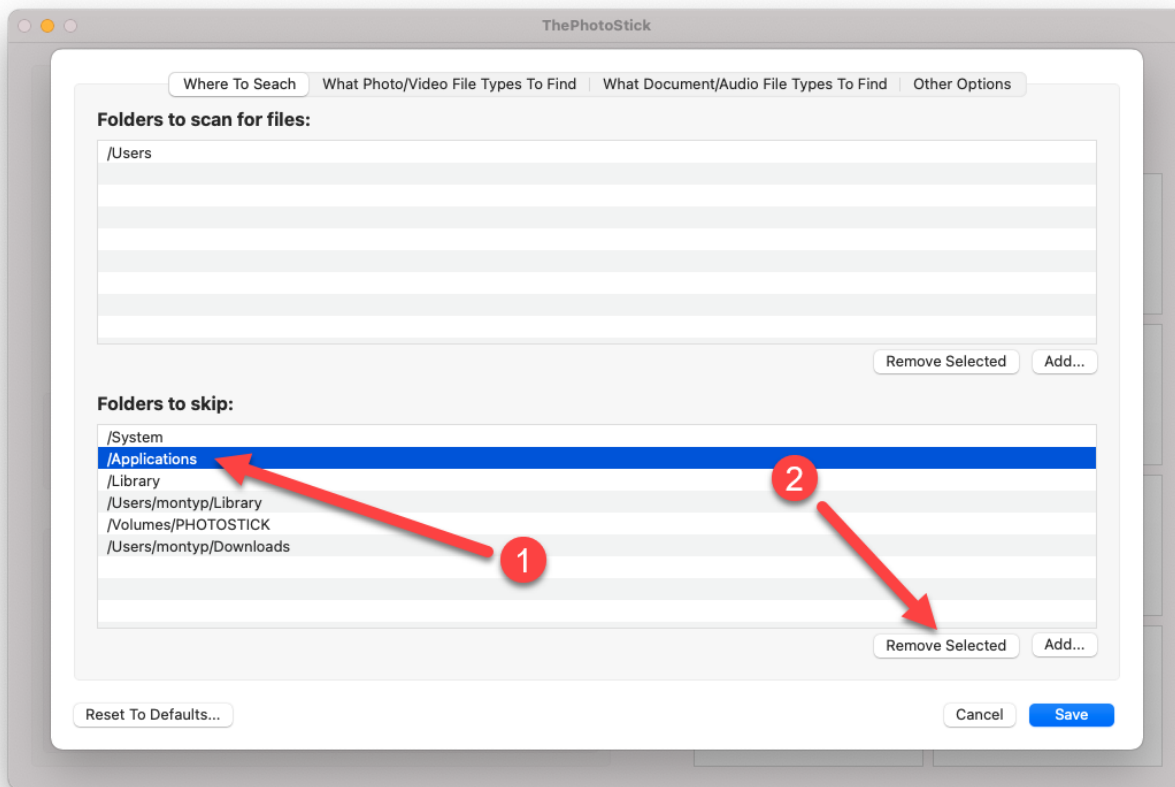 ThePhotoStick
Where To Seach What Photo/Video File Types To Find What Document/Audio File Types To Find Other Options
Folders to scan for files:
/Users
Remove Selected Add...
Folders to skip:
/System
/Applications
/Library
/Users/montyp/Library
/Volumes/PHOTOSTICK
/Users/montyp/Downloads
1
2
Remove Selected Add...
Reset To Defaults... Cancel Save